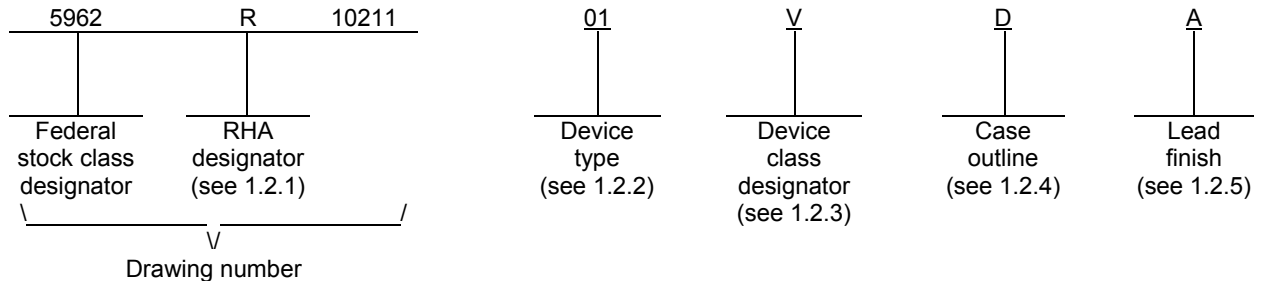 5962 R 10211 01 V D A
Federal RHA Device Device Case Lead
stock class designator type class outline finish
designator (see 1.2.1) (see 1.2.2) designator (see 1.2.4) (see 1.2.5)
(see 1.2.3)
\ /
\/
Drawing number